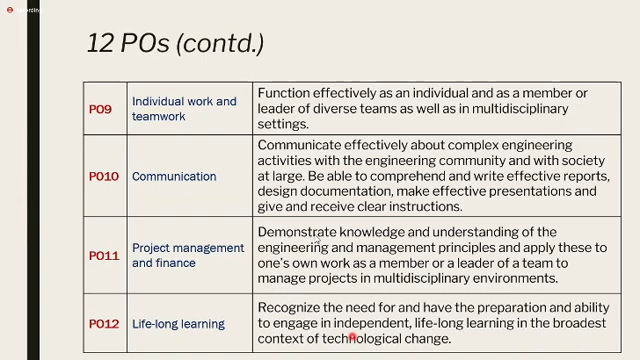 Recording
12 POs (contd.)
PO9
Individual work and
teamwork
Function effectively as an individual and as a member or
leader of diverse teams as well as in multidisciplinary
settings.
PO10
Communication
Communicate effectively about complex engineering
activities with the engineering community and with society
at large. Be able to comprehend and write effective reports,
design documentation, make effective presentations and
give and receive clear instructions.
PO11
Project management
and finance
Demonstrate knowledge and understanding of the
engineering and management principles and apply these to
one's own work as a member or a leader of a team to
manage projects in multidisciplinary environments.
PO12
Life-long learning
Recognize the need for and have the preparation and ability
to engage in independent, life-long learning in the broadest
context of technological change.